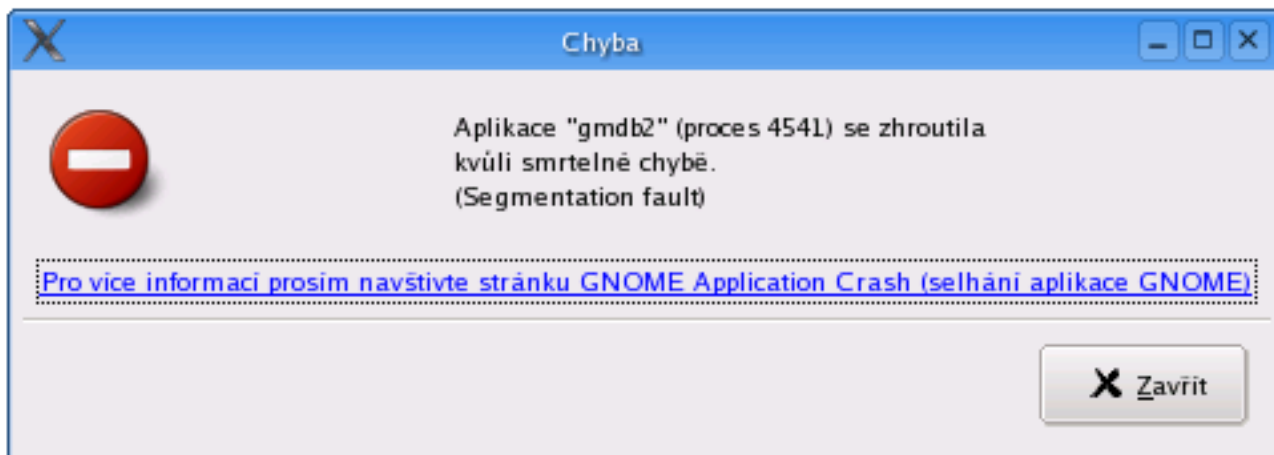 Chyba
Aplikace "gmdb2" (proces 4541) se zhroutila
kvůli smrtelné chybě.
(Segmentation fault)
Pro více informací prosím navštivte stránku GNOME Application Crash (selhání aplikace GNOME)
Zavřít